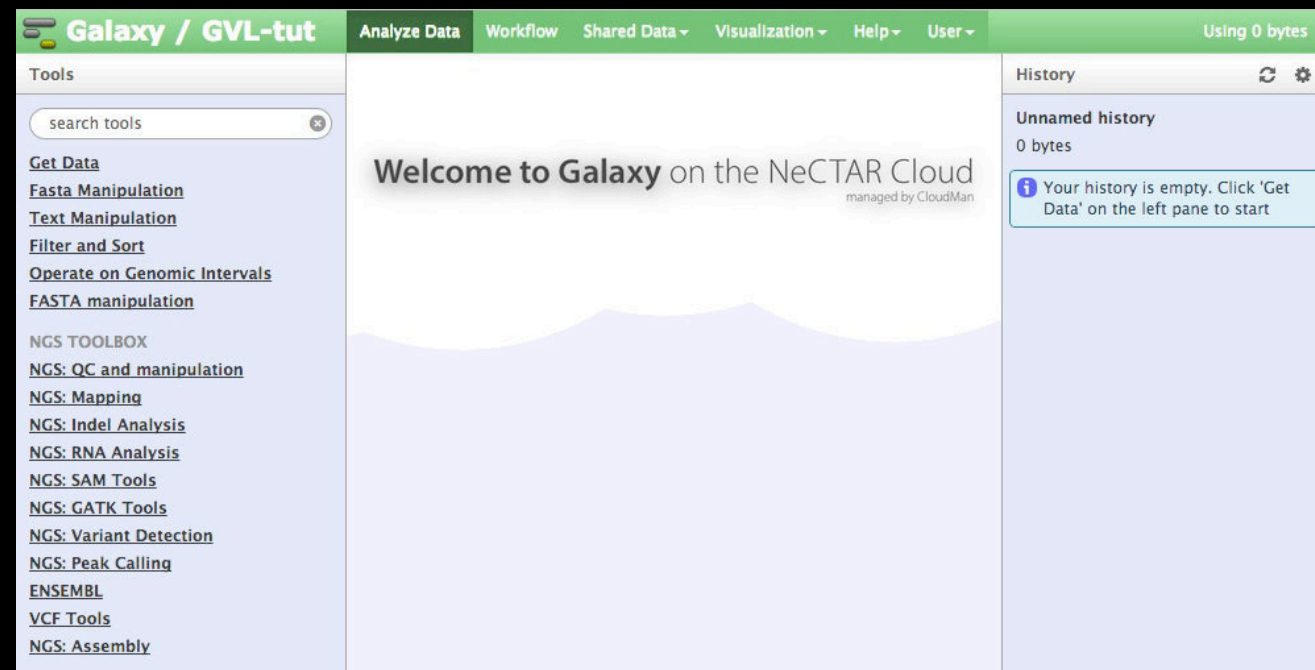 Galaxy / GVL-tut
Analyze Data Workflow Shared Data Visualization Help User
Using 0 bytes
Tools
search tools
Get Data
Fasta Manipulation
Text Manipulation
Filter and Sort
Operate on Genomic Intervals
FASTA manipulation
NGS TOOLBOX
NGS: QC and manipulation
NGS: Mapping
NGS: Indel Analysis
NGS: RNA Analysis
NGS: SAM Tools
NGS: GATK Tools
NGS: Variant Detection
NGS: Peak Calling
ENSEMBL
VCF Tools
NGS: Assembly
Welcome to Galaxy on the NeCTAR Cloud
managed by CloudMan
History
Unnamed history
0 bytes
Your history is empty. Click 'Get
Data' on the left pane to start